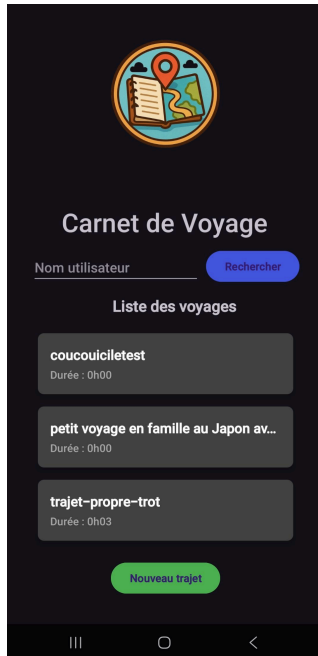 Carnet de Voyage
Nom utilisateur
Rechercher
Liste des voyages
coucouiciletest
Durée : 0h00
petit voyage en famille au Japon av...
Durée : 0h00
trajet-propre-trot
Durée : 0h03
Nouveau trajet